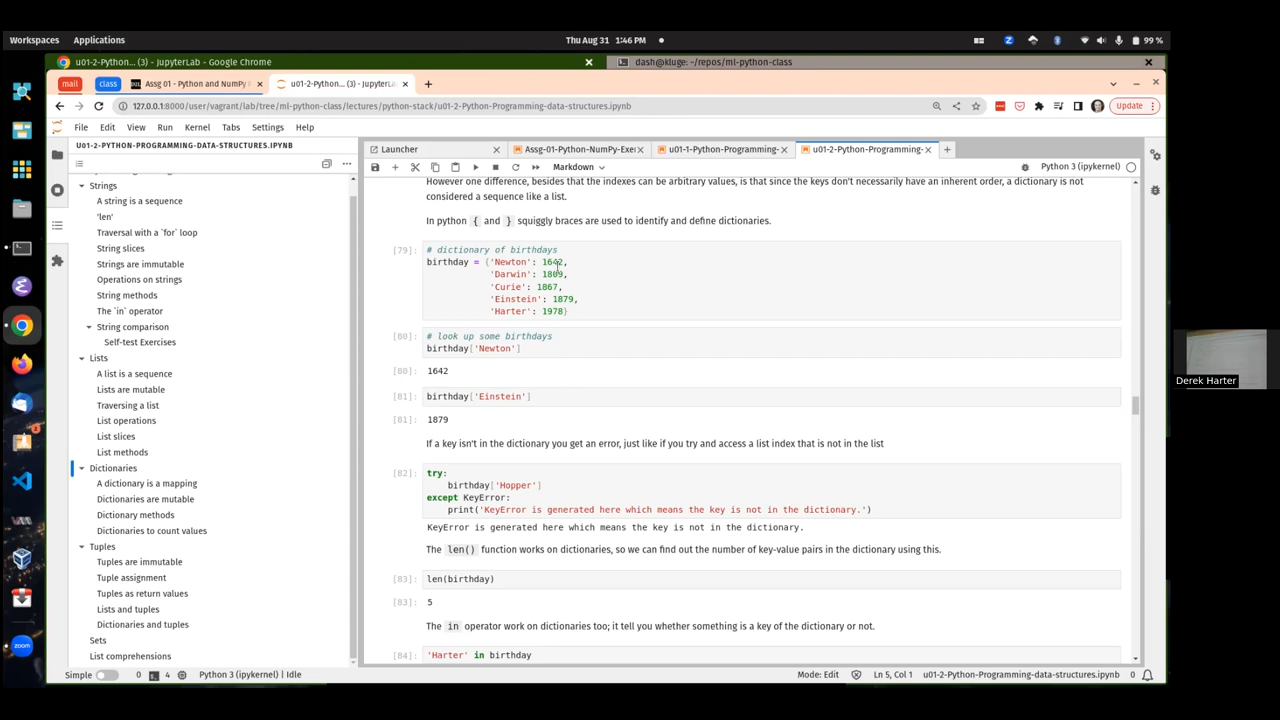 Workspaces Applications Thu Aug 31 1:46 PM 99 %
u01-2-Python... (3) - JupyterLab - Google Chrome dash@kluge: ~/repos/ml-python-class
mail class Assg 01 - Python and NumPy u01-2-Python... (3) - JupyterL
127.0.0.1:8000/user/vagrant/lab/tree/ml-python-class/lectures/python-stack/u01-2-Python-Programming-data-structures.ipynb Update
File Edit View Run Kernel Tabs Settings Help
U01-2-PYTHON-PROGRAMMING-DATA-STRUCTURES.IPYNB
Launcher Assg-01-Python-NumPy-Exer u01-1-Python-Programming- u01-2-Python-Programming-
Markdown Python 3 (ipykernel)
Strings
A string is a sequence
'len'
Traversal with a `for` loop
String slices
Strings are immutable
Operations on strings
String methods
The `in` operator
String comparison
Self-test Exercises
Lists
A list is a sequence
Lists are mutable
Traversing a list
List operations
List slices
List methods
Dictionaries
A dictionary is a mapping
Dictionaries are mutable
Dictionary methods
Dictionaries to count values
Tuples
Tuples are immutable
Tuple assignment
Tuples as return values
Lists and tuples
Dictionaries and tuples
Sets
List comprehensions
However one difference, besides that the indexes can be arbitrary values, is that since the keys don't necessarily have an inherent order, a dictionary is not
considered a sequence like a list.
In python { and } squiggly braces are used to identify and define dictionaries.
[79]: # dictionary of birthdays
birthday = {'Newton': 1642,
'Darwin': 1809,
'Curie': 1867,
'Einstein': 1879,
'Harter': 1978}
[80]: # look up some birthdays
birthday['Newton']
[80]: 1642
[81]: birthday['Einstein']
[81]: 1879
If a key isn't in the dictionary you get an error, just like if you try and access a list index that is not in the list
[82]: try:
birthday['Hopper']
except KeyError:
print('KeyError is generated here which means the key is not in the dictionary.')
KeyError is generated here which means the key is not in the dictionary.
The len() function works on dictionaries, so we can find out the number of key-value pairs in the dictionary using this.
[83]: len(birthday)
[83]: 5
The in operator work on dictionaries too; it tell you whether something is a key of the dictionary or not.
[84]: 'Harter' in birthday
Simple 0 4 Python 3 (ipykernel) | Idle Mode: Edit Ln 5, Col 1 u01-2-Python-Programming-data-structures.ipynb 0
Derek Harter